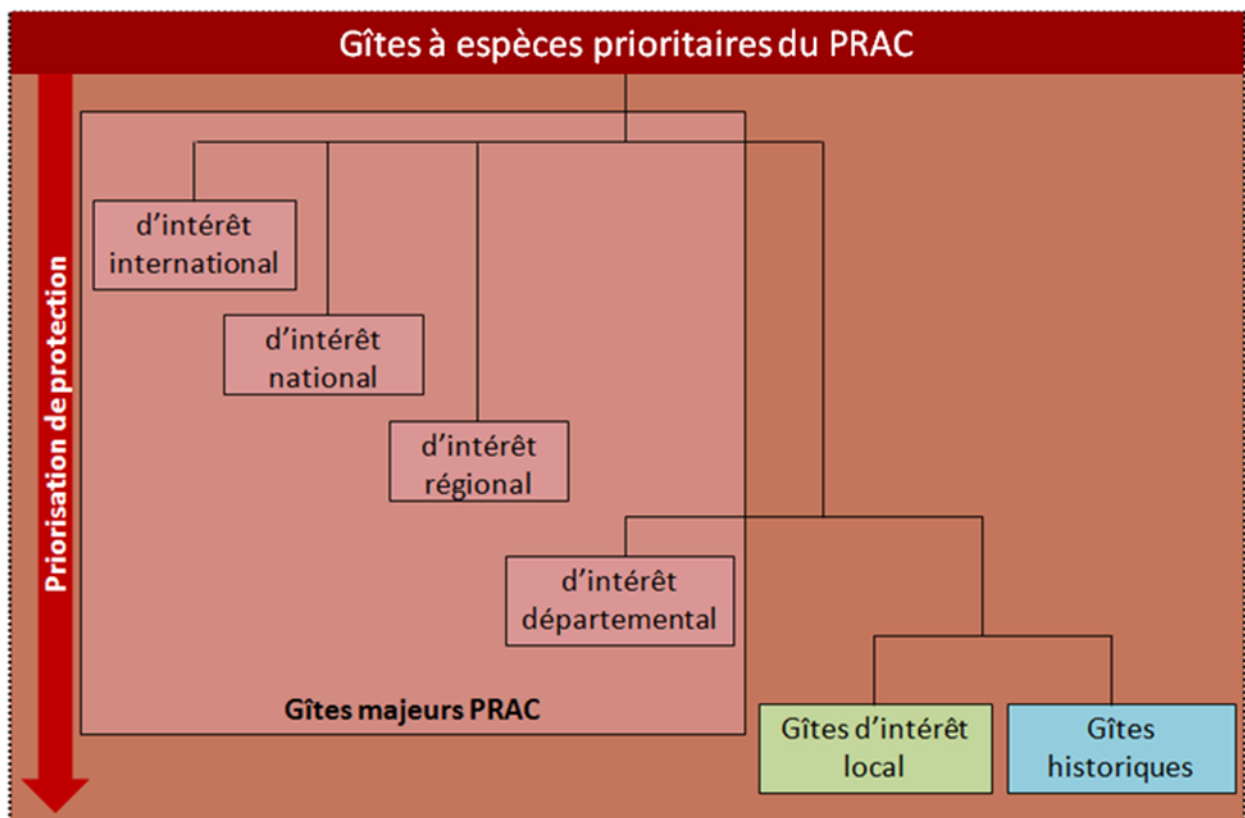 Gîtes à espèces prioritaires du PRAC
Priorisation de protection
d'intérêt
international
d'intérêt
national
d'intérêt
régional
d'intérêt
départemental
Gîtes majeurs PRAC
Gîtes d'intérêt
local
Gîtes
historiques